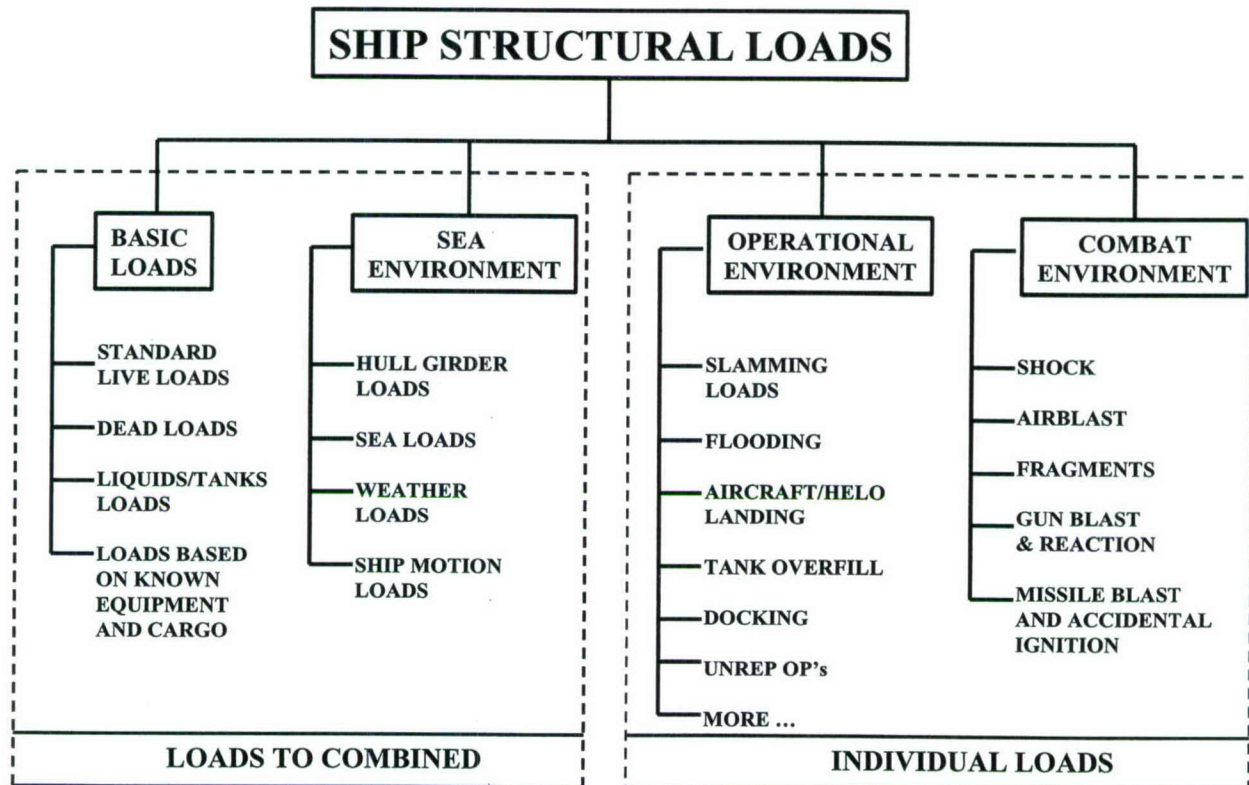 SHIP STRUCTURAL LOADS
BASIC
LOADS
STANDARD
LIVE LOADS
DEAD LOADS
LIQUIDS/TANKS
LOADS
LOADS BASED
ON KNOWN
EQUIPMENT
AND CARGO
SEA
ENVIRONMENT
HULL GIRDER
LOADS
SEA LOADS
WEATHER
LOADS
SHIP MOTION
LOADS
LOADS TO COMBINED
OPERATIONAL
ENVIRONMENT
SLAMMING
LOADS
FLOODING
AIRCRAFT/HELO
LANDING
TANK OVERFILL
DOCKING
UNREP OP's
MORE ...
COMBAT
ENVIRONMENT
SHOCK
AIRBLAST
FRAGMENTS
GUN BLAST
& REACTION
MISSILE BLAST
AND ACCIDENTAL
IGNITION
INDIVIDUAL LOADS